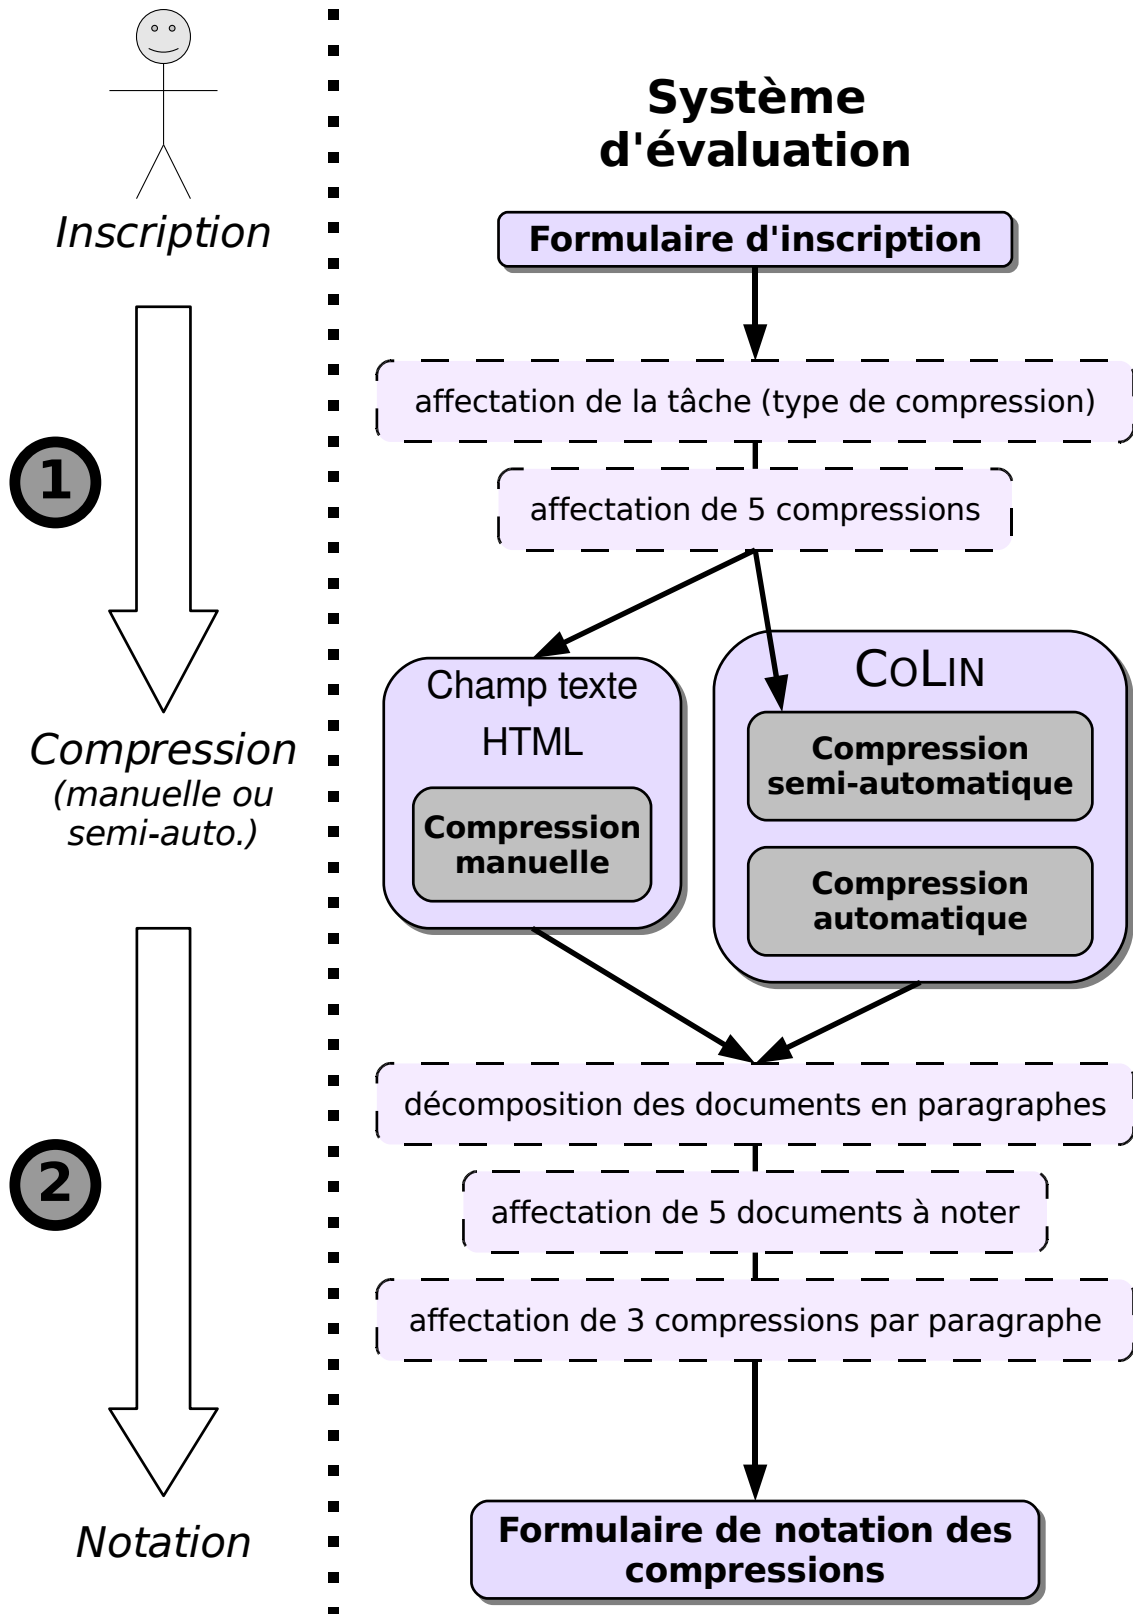 Système
d'évaluation
Inscription
Formulaire d'inscription
affectation de la tâche (type de compression)
1
affectation de 5 compressions
Champ texte
HTML
Compression
manuelle
CoLin
Compression
semi-automatique
Compression
automatique
Compression
(manuelle ou
semi-auto.)
décomposition des documents en paragraphes
2
affectation de 5 documents à noter
affectation de 3 compressions par paragraphe
Notation
Formulaire de notation des
compressions